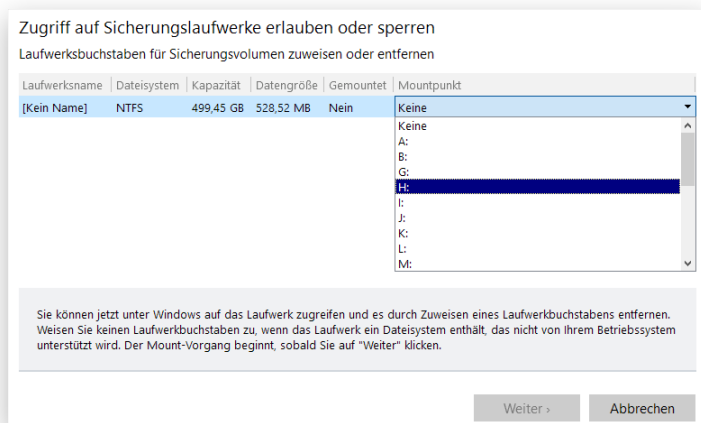 Zugriff auf Sicherungslaufwerke erlauben oder sperren
Laufwerksbuchstaben für Sicherungsvolumen zuweisen oder entfernen
Laufwerksname Dateisystem Kapazität Datengröße Gemountet Mountpunkt
[Kein Name] NTFS 499,45 GB 528,52 MB Nein Keine
Keine
A:
B:
G:
H:
I:
J:
K:
L:
M:
Sie können jetzt unter Windows auf das Laufwerk zugreifen und es durch Zuweisen eines Laufwerkbuchstabens entfernen.
Weisen Sie keinen Laufwerkbuchstaben zu, wenn das Laufwerk ein Dateisystem enthält, das nicht von Ihrem Betriebssystem
unterstützt wird. Der Mount-Vorgang beginnt, sobald Sie auf "Weiter" klicken.
Weiter › Abbrechen